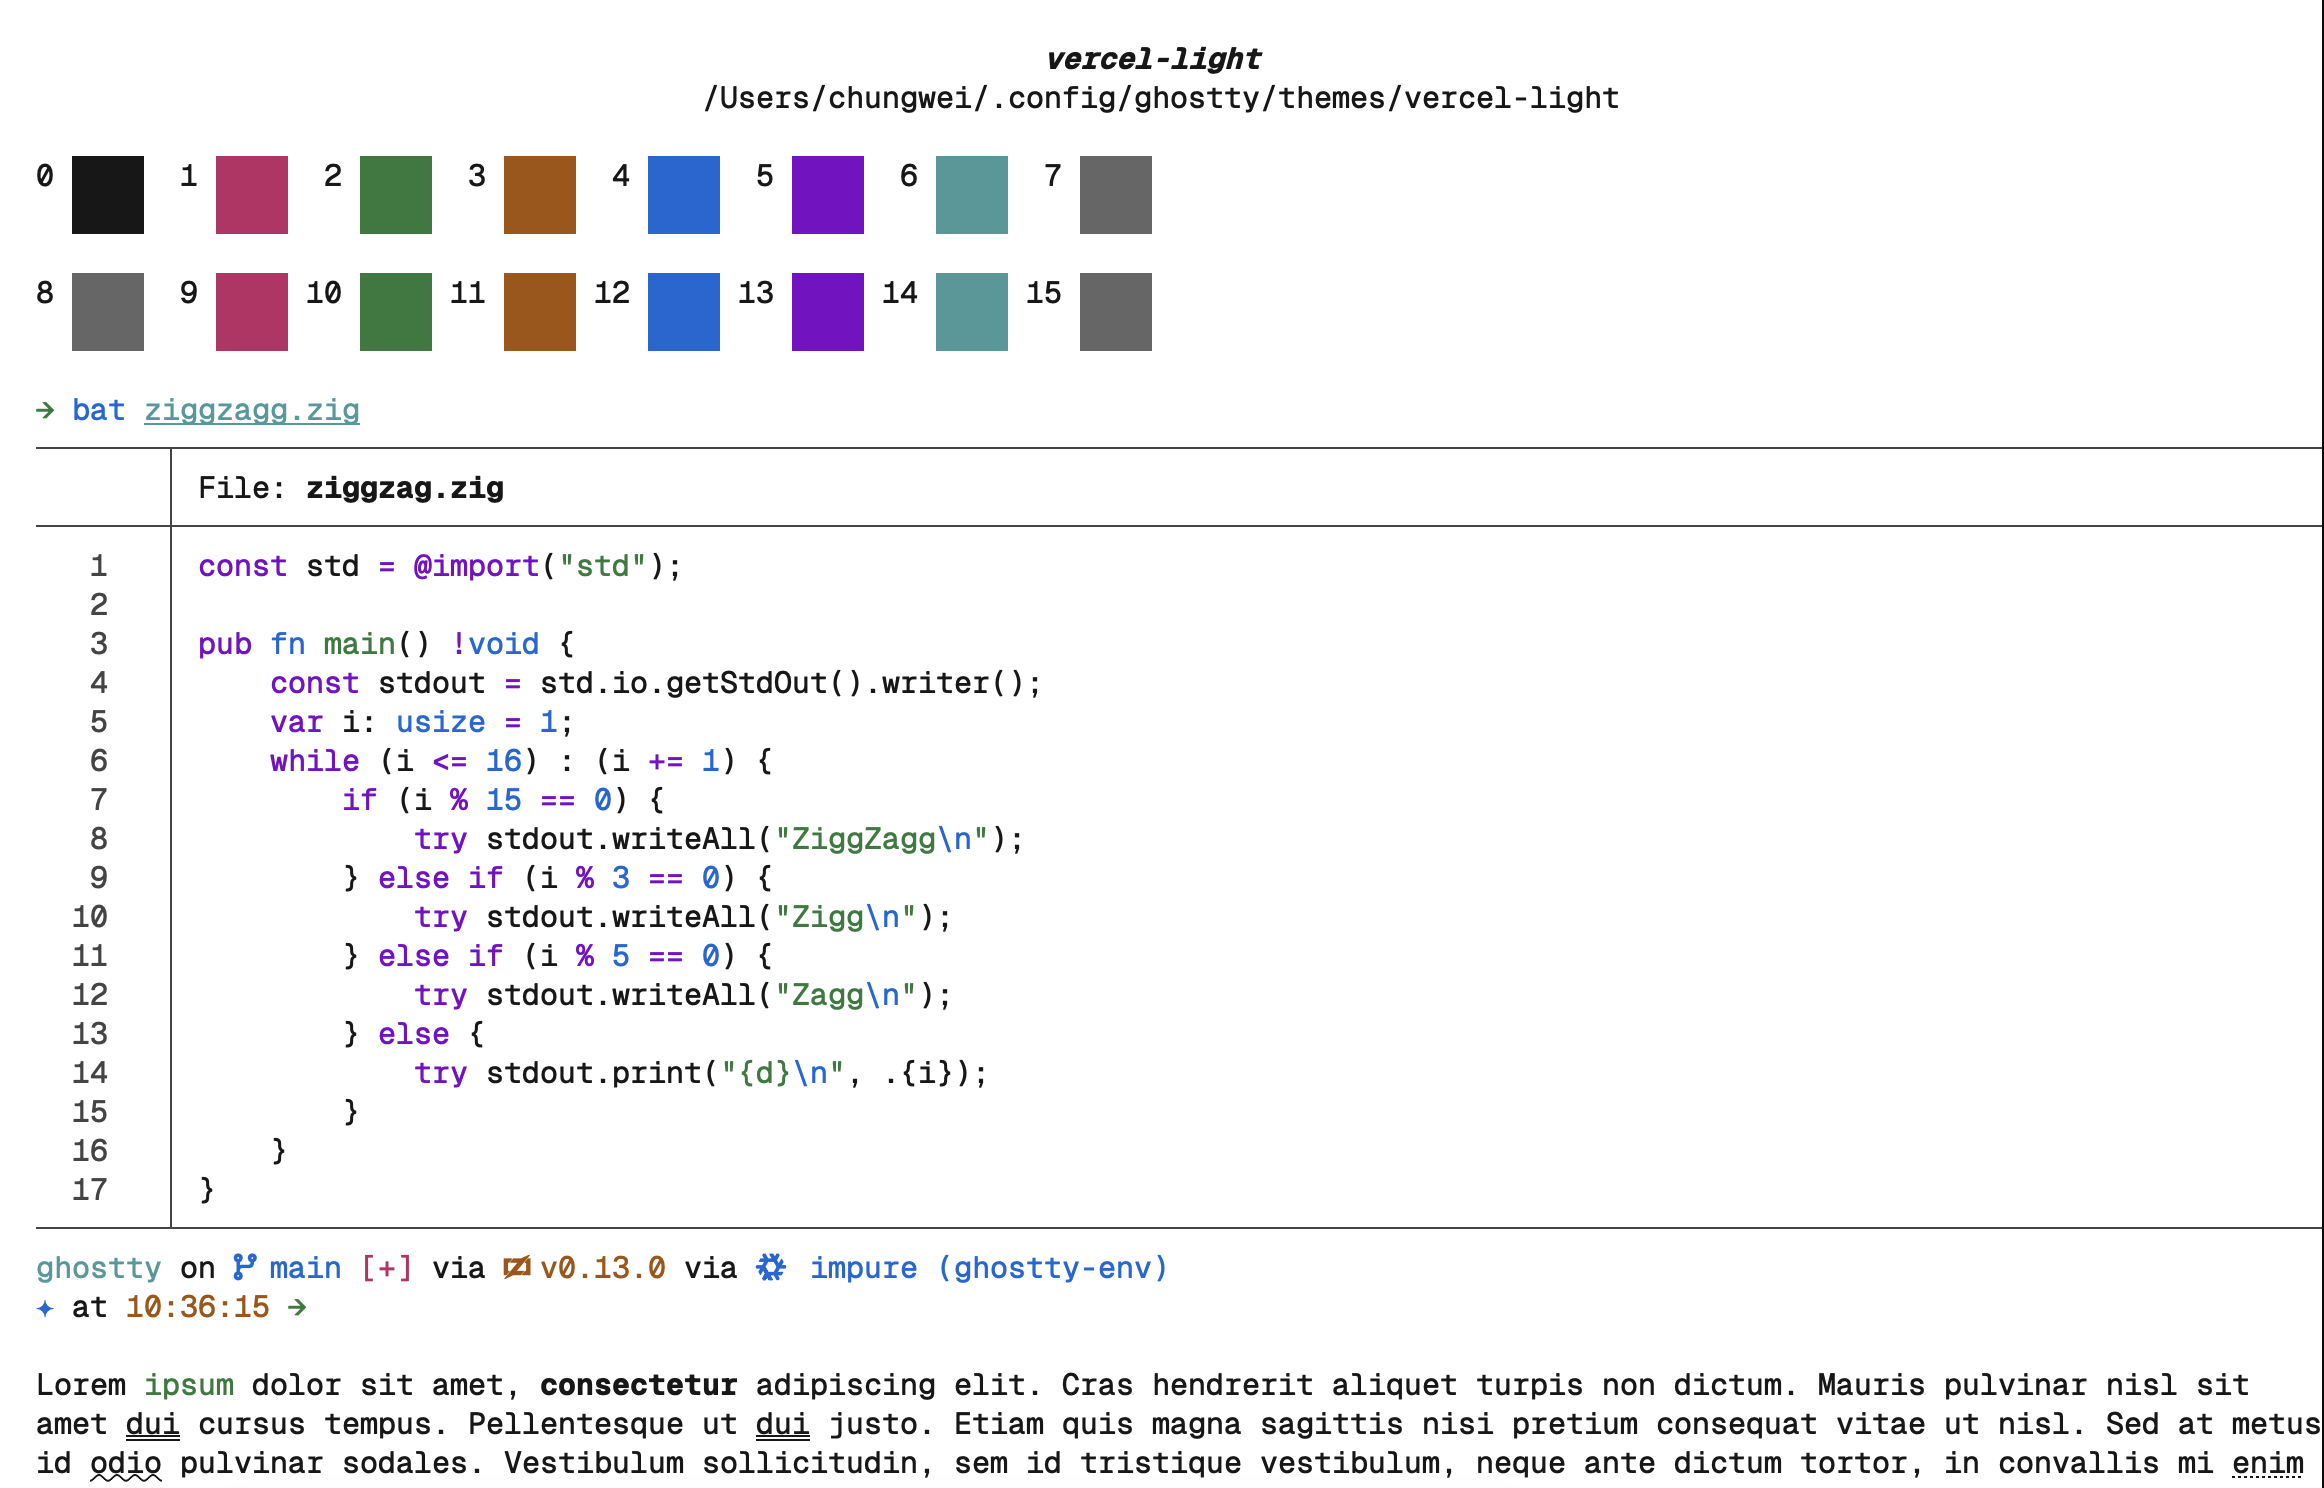 vercel-light
/Users/chungwei/.config/ghostty/themes/vercel-light
0 1 2 3 4 5 6 7
8 9 10 11 12 13 14 15
→ bat ziggzagg.zig
File: ziggzag.zig
1 const std = @import("std");
2
3 pub fn main() !void {
4     const stdout = std.io.getStdOut().writer();
5     var i: usize = 1;
6     while (i <= 16) : (i += 1) {
7         if (i % 15 == 0) {
8             try stdout.writeAll("ZiggZagg\n");
9         } else if (i % 3 == 0) {
10             try stdout.writeAll("Zigg\n");
11         } else if (i % 5 == 0) {
12             try stdout.writeAll("Zagg\n");
13         } else {
14             try stdout.print("{d}\n", .{i});
15         }
16     }
17 }
ghostty on main [+] via v0.13.0 via impure (ghostty-env)
✦ at 10:36:15 →
Lorem ipsum dolor sit amet, consectetur adipiscing elit. Cras hendrerit aliquet turpis non dictum. Mauris pulvinar nisl sit
amet dui cursus tempus. Pellentesque ut dui justo. Etiam quis magna sagittis nisi pretium consequat vitae ut nisl. Sed at metus
id odio pulvinar sodales. Vestibulum sollicitudin, sem id tristique vestibulum, neque ante dictum tortor, in convallis mi enim